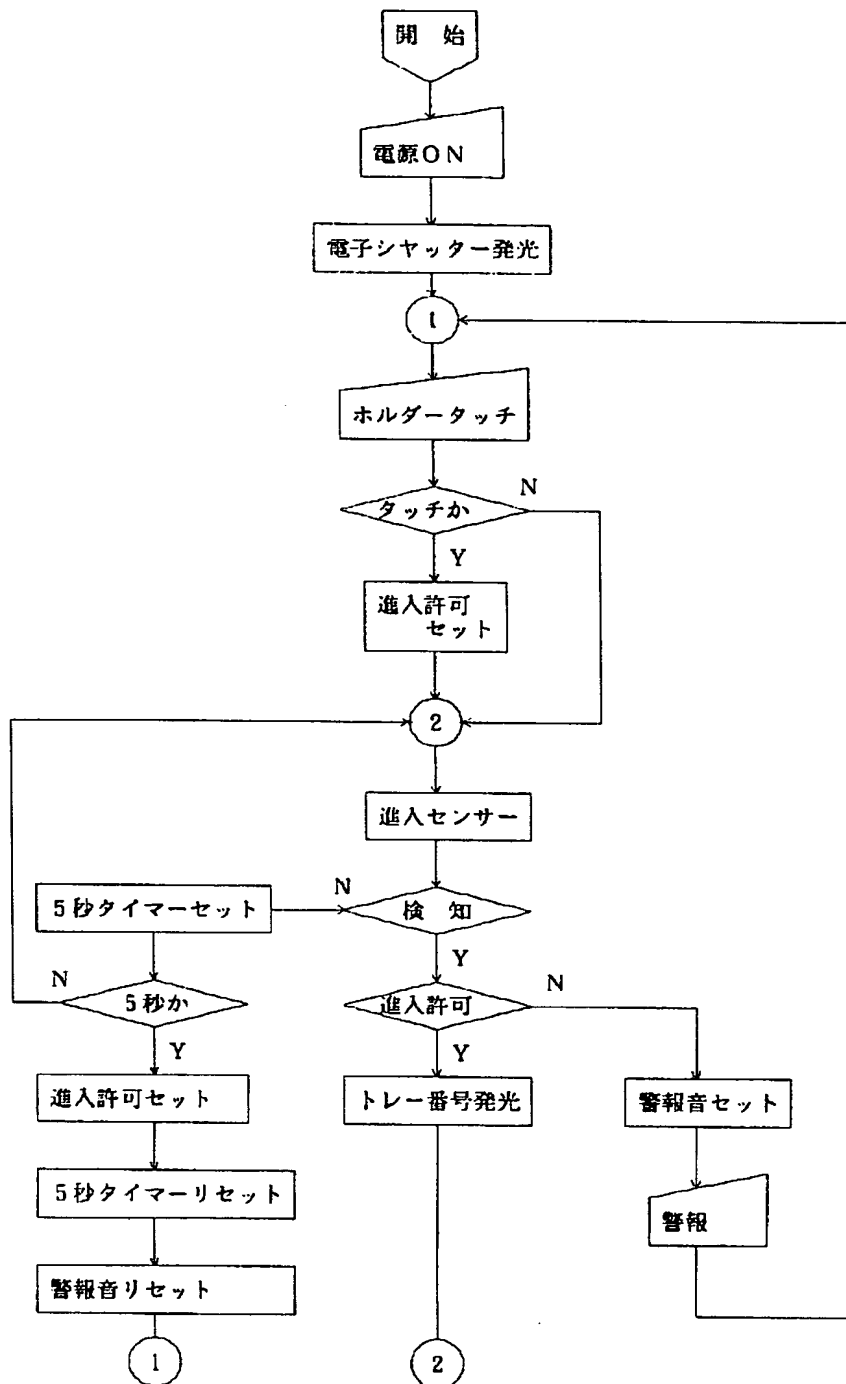 開　始
電源ON
電子シヤッター発光
1
ホルダータッチ
タッチか
N
Y
進入許可
セット
2
進入センサー
5秒タイマーセット
N
検　知
Y
N
5秒か
Y
進入許可
N
Y
進入許可セット
トレー番号発光
警報音セット
5秒タイマーリセット
警報
警報音リセット
1
2